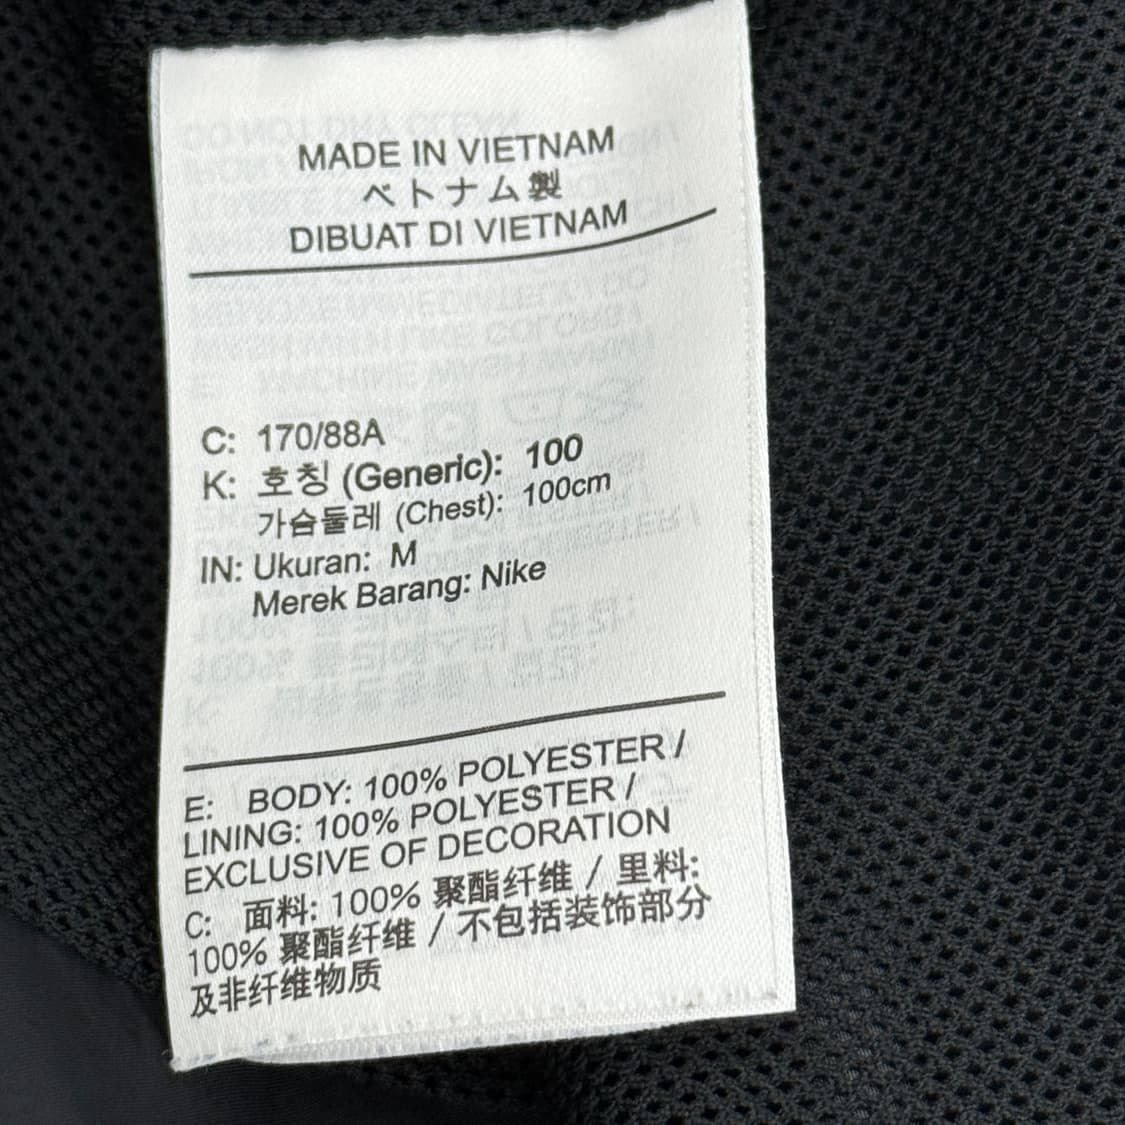 MADE IN VIETNAM
ベトナム製
DIBUAT DI VIETNAM
C: 170/88A
K: 호칭 (Generic): 100
가슴둘레 (Chest): 100cm
IN: Ukuran: M
Merek Barang: Nike
E: BODY: 100% POLYESTER /
LINING: 100% POLYESTER /
EXCLUSIVE OF DECORATION
C: 面料: 100% 聚酯纤维 / 里料:
100% 聚酯纤维 / 不包括装饰部分
及非纤维物质